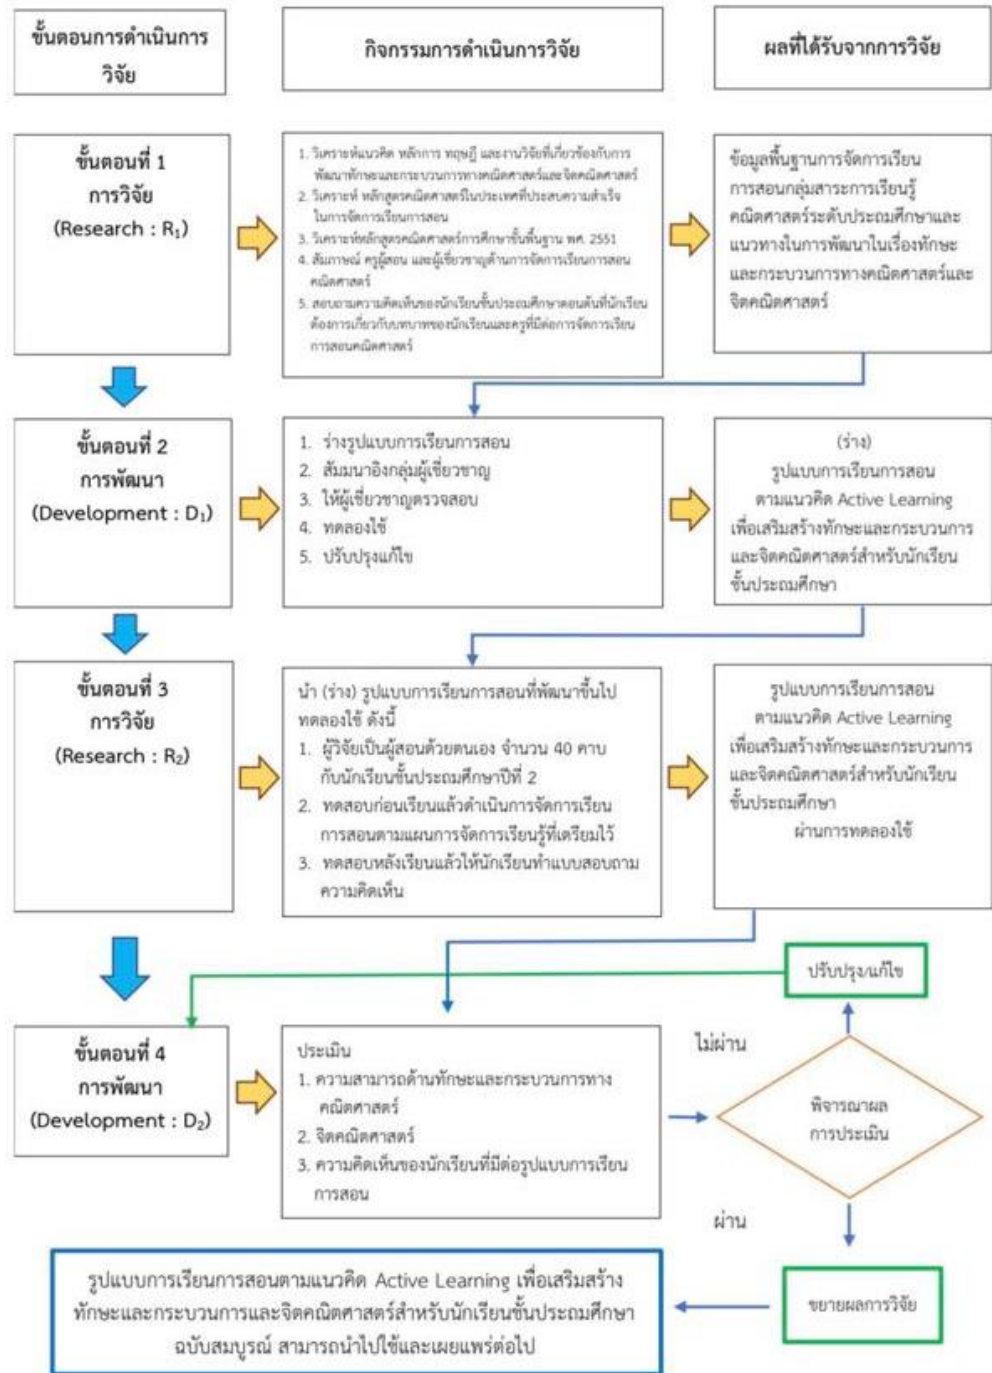 ขั้นตอนการดำเนินการ
วิจัย
กิจกรรมการดำเนินการวิจัย
ผลที่ได้รับจากการวิจัย
ขั้นตอนที่ 1
การวิจัย
(Research : R₁)
1. วิเคราะห์แนวคิด หลักการ ทฤษฎี และงานวิจัยที่เกี่ยวข้องกับการ
พัฒนาทักษะและกระบวนการทางคณิตศาสตร์และจิตคณิตศาสตร์
2. วิเคราะห์ หลักสูตรคณิตศาสตร์ในประเทศที่ประสบความสำเร็จ
ในการจัดการเรียนการสอน
3. วิเคราะห์หลักสูตรคณิตศาสตร์การศึกษาขั้นพื้นฐาน พศ. 2551
4. สัมภาษณ์ ครูผู้สอน และผู้เชี่ยวชาญด้านการจัดการเรียนการสอน
คณิตศาสตร์
5. สอบถามความคิดเห็นของนักเรียนชั้นประถมศึกษาตอนต้นที่นักเรียน
ต้องการเกี่ยวกับบทบาทของนักเรียนและครูที่มีต่อการจัดการเรียน
การสอนคณิตศาสตร์
ข้อมูลพื้นฐานการจัดการเรียน
การสอนกลุ่มสาระการเรียนรู้
คณิตศาสตร์ระดับประถมศึกษาและ
แนวทางในการพัฒนาในเรื่องทักษะ
และกระบวนการทางคณิตศาสตร์และ
จิตคณิตศาสตร์
ขั้นตอนที่ 2
การพัฒนา
(Development : D₁)
1. ร่างรูปแบบการเรียนการสอน
2. สัมมนาอิงกลุ่มผู้เชี่ยวชาญ
3. ให้ผู้เชี่ยวชาญตรวจสอบ
4. ทดลองใช้
5. ปรับปรุงแก้ไข
(ร่าง)
รูปแบบการเรียนการสอน
ตามแนวคิด Active Learning
เพื่อเสริมสร้างทักษะและกระบวนการ
และจิตคณิตศาสตร์สำหรับนักเรียน
ชั้นประถมศึกษา
ขั้นตอนที่ 3
การวิจัย
(Research : R₂)
นำ (ร่าง) รูปแบบการเรียนการสอนที่พัฒนาขึ้นไป
ทดลองใช้ ดังนี้
1. ผู้วิจัยเป็นผู้สอนด้วยตนเอง จำนวน 40 คาบ
กับนักเรียนชั้นประถมศึกษาปีที่ 2
2. ทดสอบก่อนเรียนแล้วดำเนินการจัดการเรียน
การสอนตามแผนการจัดการเรียนรู้ที่เตรียมไว้
3. ทดสอบหลังเรียนแล้วให้นักเรียนทำแบบสอบถาม
ความคิดเห็น
รูปแบบการเรียนการสอน
ตามแนวคิด Active Learning
เพื่อเสริมสร้างทักษะและกระบวนการ
และจิตคณิตศาสตร์สำหรับนักเรียน
ชั้นประถมศึกษา
ผ่านการทดลองใช้
ปรับปรุง/แก้ไข
ขั้นตอนที่ 4
การพัฒนา
(Development : D₂)
ประเมิน
1. ความสามารถด้านทักษะและกระบวนการทาง
คณิตศาสตร์
2. จิตคณิตศาสตร์
3. ความคิดเห็นของนักเรียนที่มีต่อรูปแบบการเรียน
การสอน
ไม่ผ่าน
พิจารณาผล
การประเมิน
ผ่าน
รูปแบบการเรียนการสอนตามแนวคิด Active Learning เพื่อเสริมสร้าง
ทักษะและกระบวนการและจิตคณิตศาสตร์สำหรับนักเรียนชั้นประถมศึกษา
ฉบับสมบูรณ์ สามารถนำไปใช้และเผยแพร่ต่อไป
ขยายผลการวิจัย